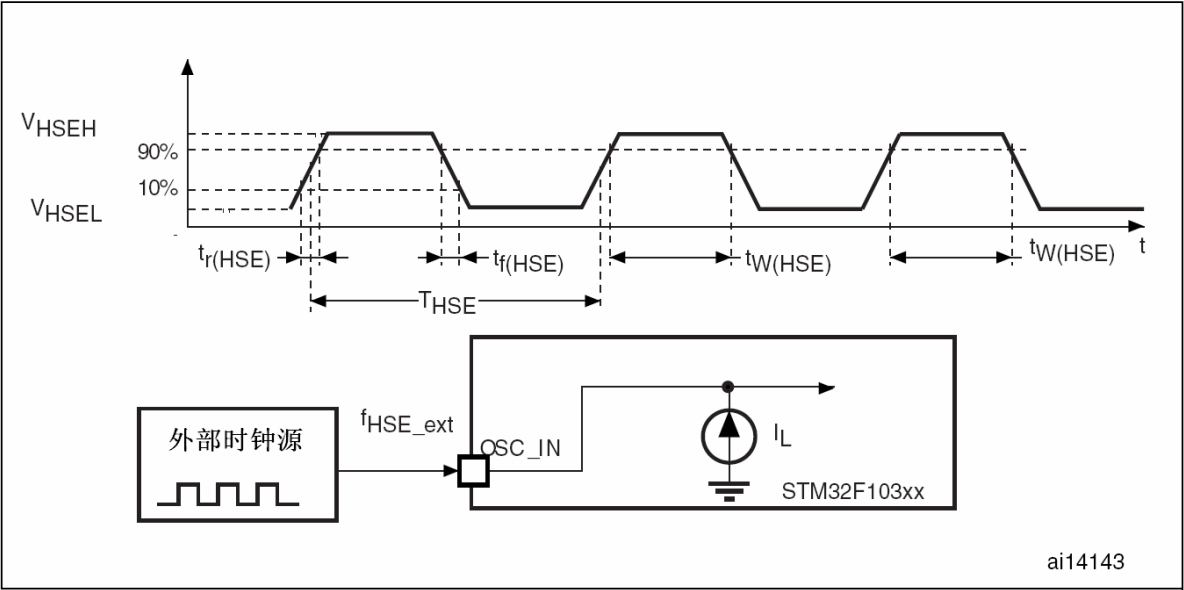 VHSEH
90%
10%
VHSEL
tr(HSE)
tf(HSE)
tW(HSE)
tW(HSE)
t
THSE
外部时钟源
fHSE_ext
OSC_IN
IL
STM32F103xx
ai14143